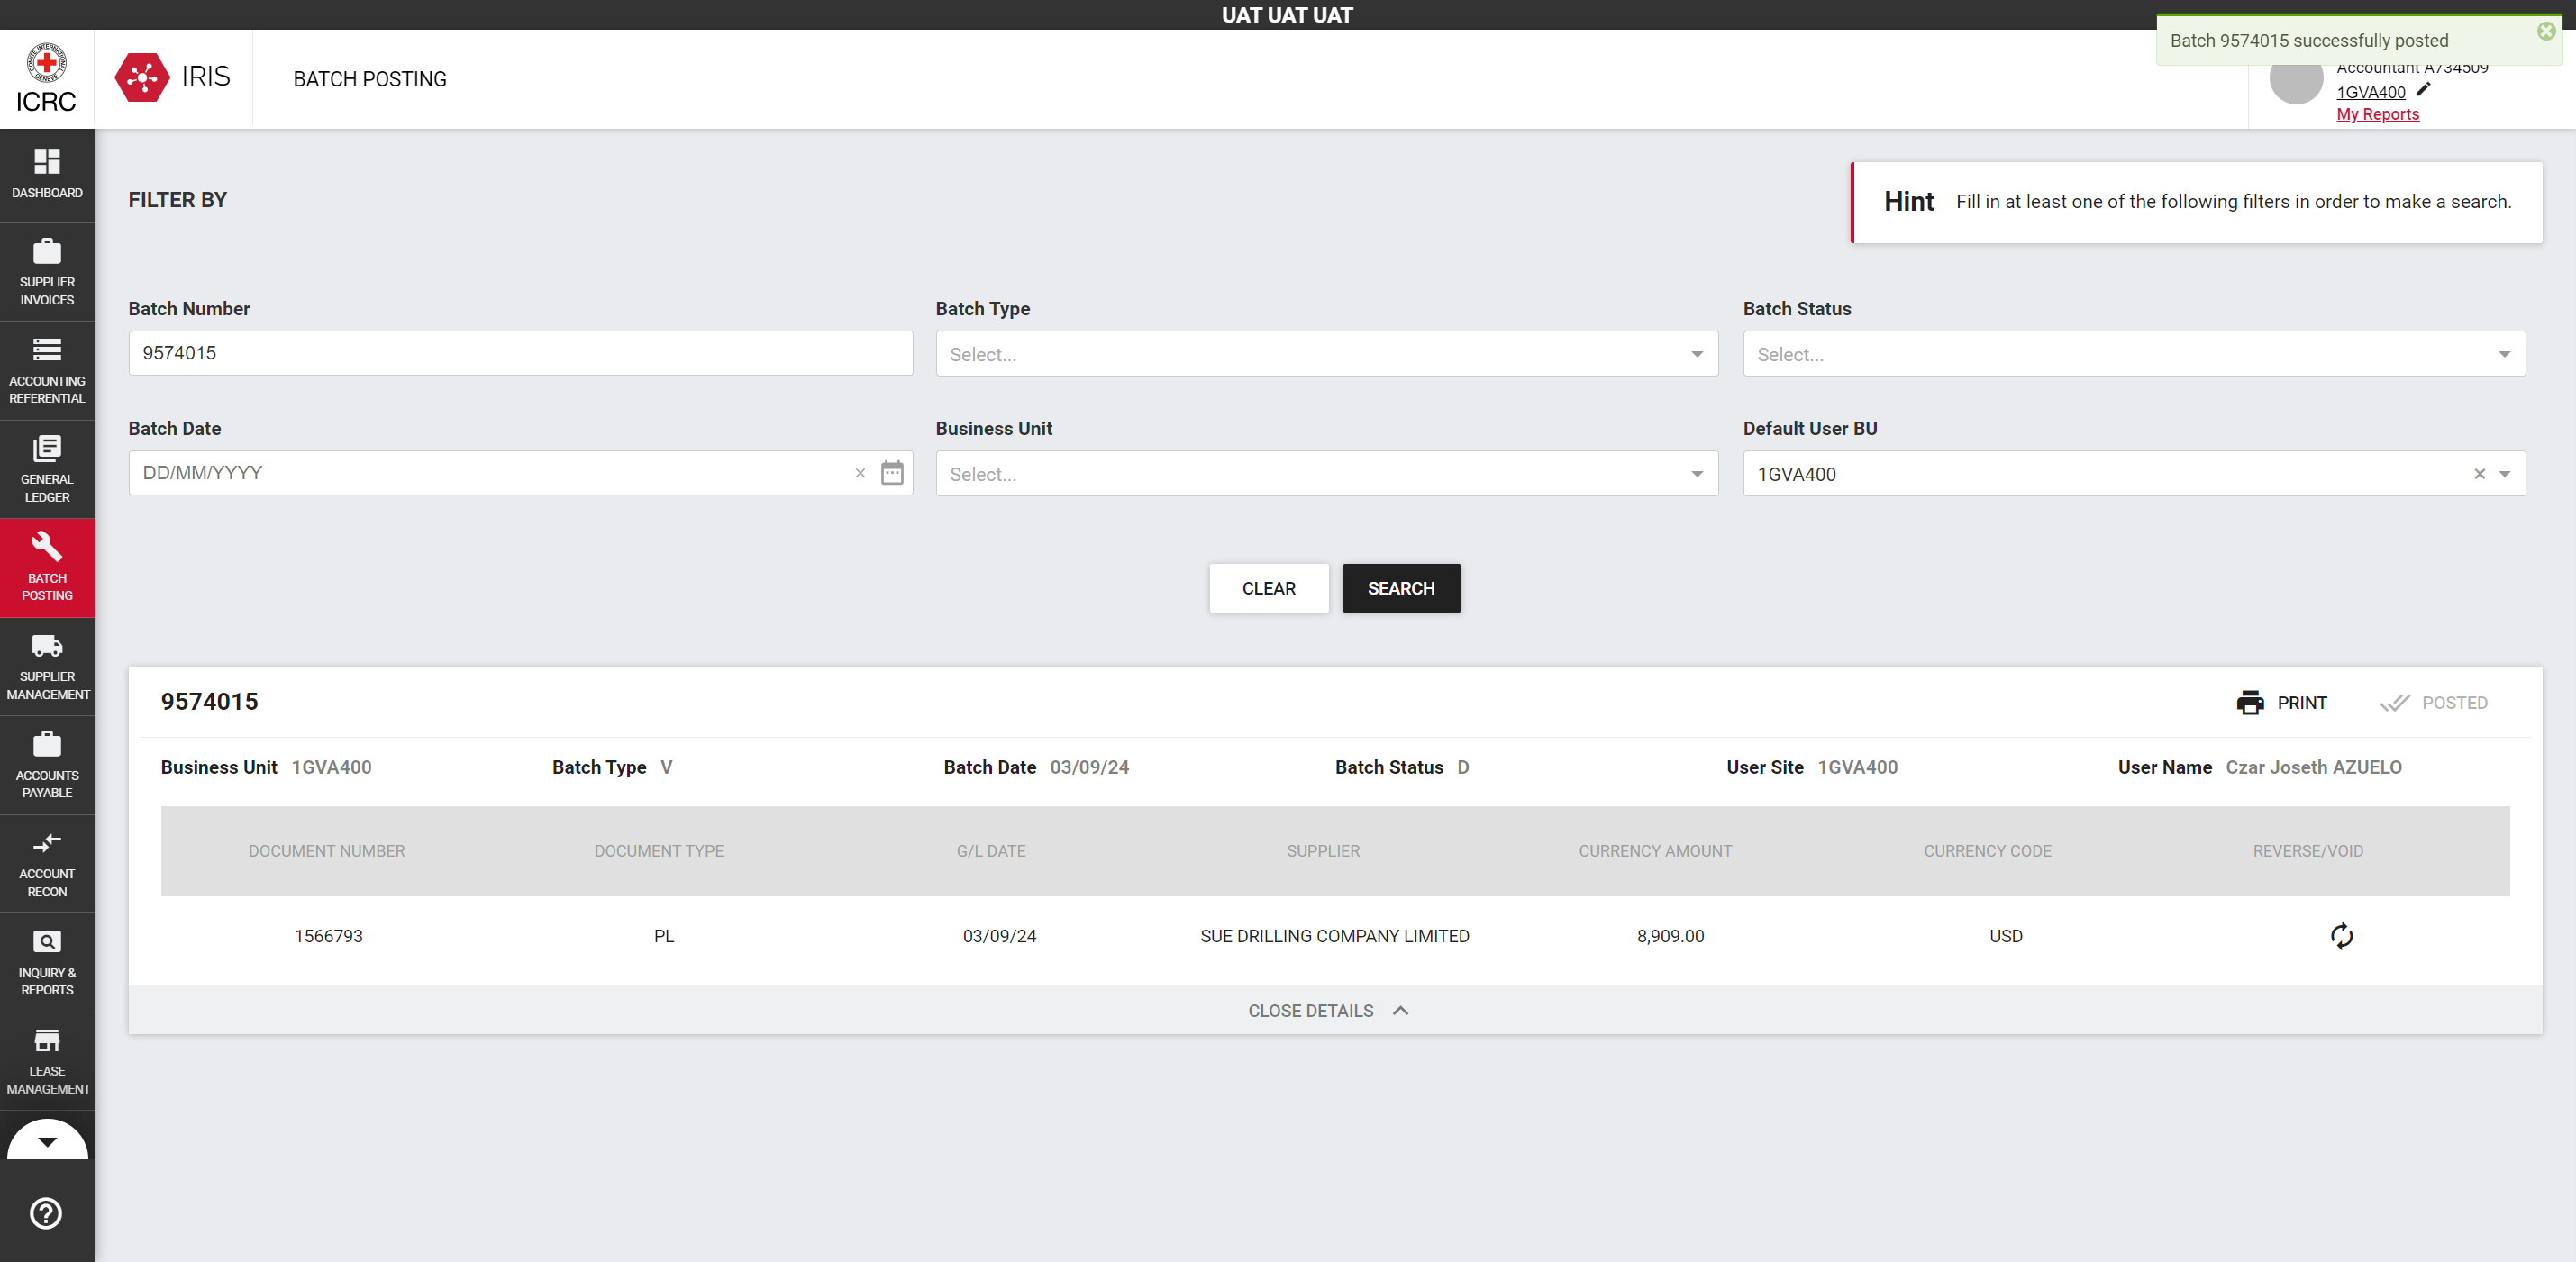 UAT UAT UAT
Batch 9574015 successfully posted
ICRC
IRIS
BATCH POSTING
Accountant A734509
1GVA400
My Reports
DASHBOARD
SUPPLIER
INVOICES
ACCOUNTING
REFERENTIAL
GENERAL
LEDGER
BATCH
POSTING
SUPPLIER
MANAGEMENT
ACCOUNTS
PAYABLE
ACCOUNT
RECON
INQUIRY &
REPORTS
LEASE
MANAGEMENT
FILTER BY
Hint Fill in at least one of the following filters in order to make a search.
Batch Number Batch Type Batch Status
9574015 Select... Select...
Batch Date Business Unit Default User BU
DD/MM/YYYY Select... 1GVA400
CLEAR SEARCH
9574015 PRINT POSTED
Business Unit 1GVA400 Batch Type V Batch Date 03/09/24 Batch Status D User Site 1GVA400 User Name Czar Joseth AZUELO
DOCUMENT NUMBER DOCUMENT TYPE G/L DATE SUPPLIER CURRENCY AMOUNT CURRENCY CODE REVERSE/VOID
1566793 PL 03/09/24 SUE DRILLING COMPANY LIMITED 8,909.00 USD
CLOSE DETAILS